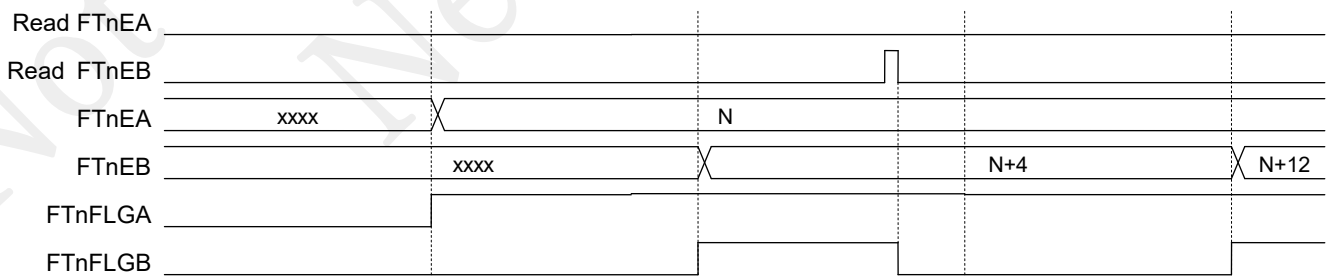 Read FTnEA
Read FTnEB
FTnEA xxxx N
FTnEB xxxx N+4 N+12
FTnFLGA
FTnFLGB